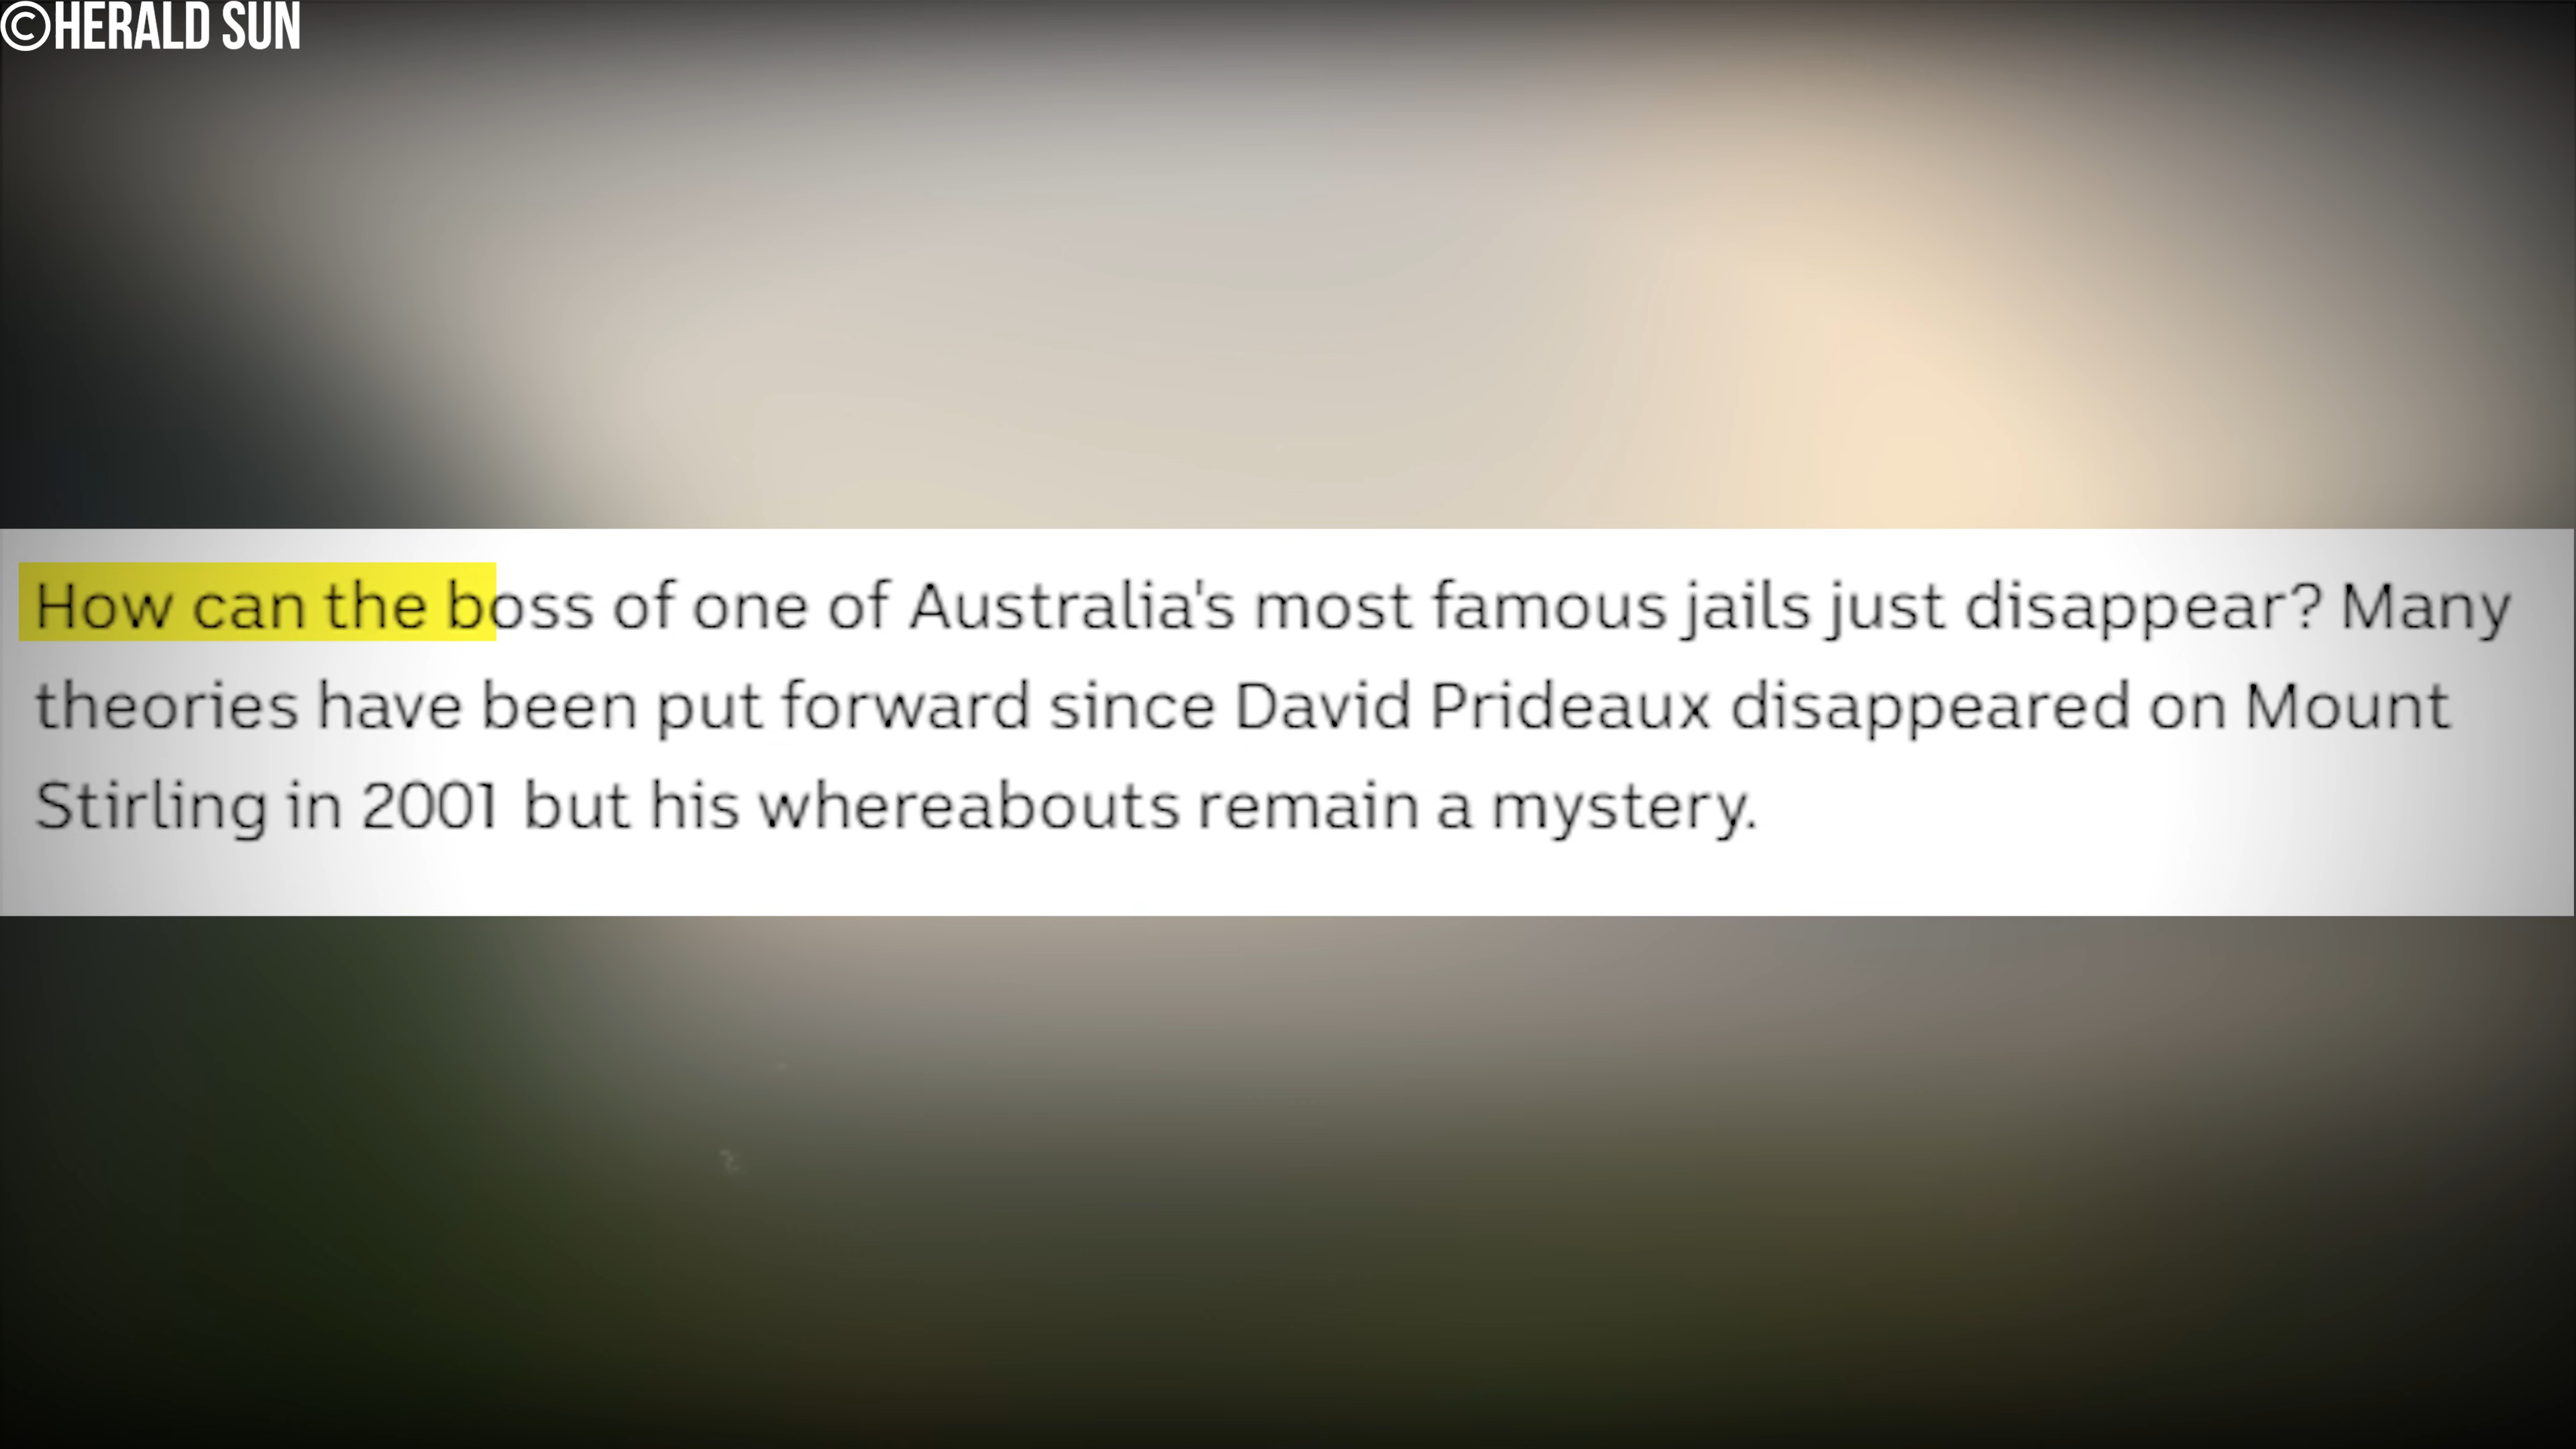 ©HERALD SUN
How can the boss of one of Australia's most famous jails just disappear? Many
theories have been put forward since David Prideaux disappeared on Mount
Stirling in 2001 but his whereabouts remain a mystery.